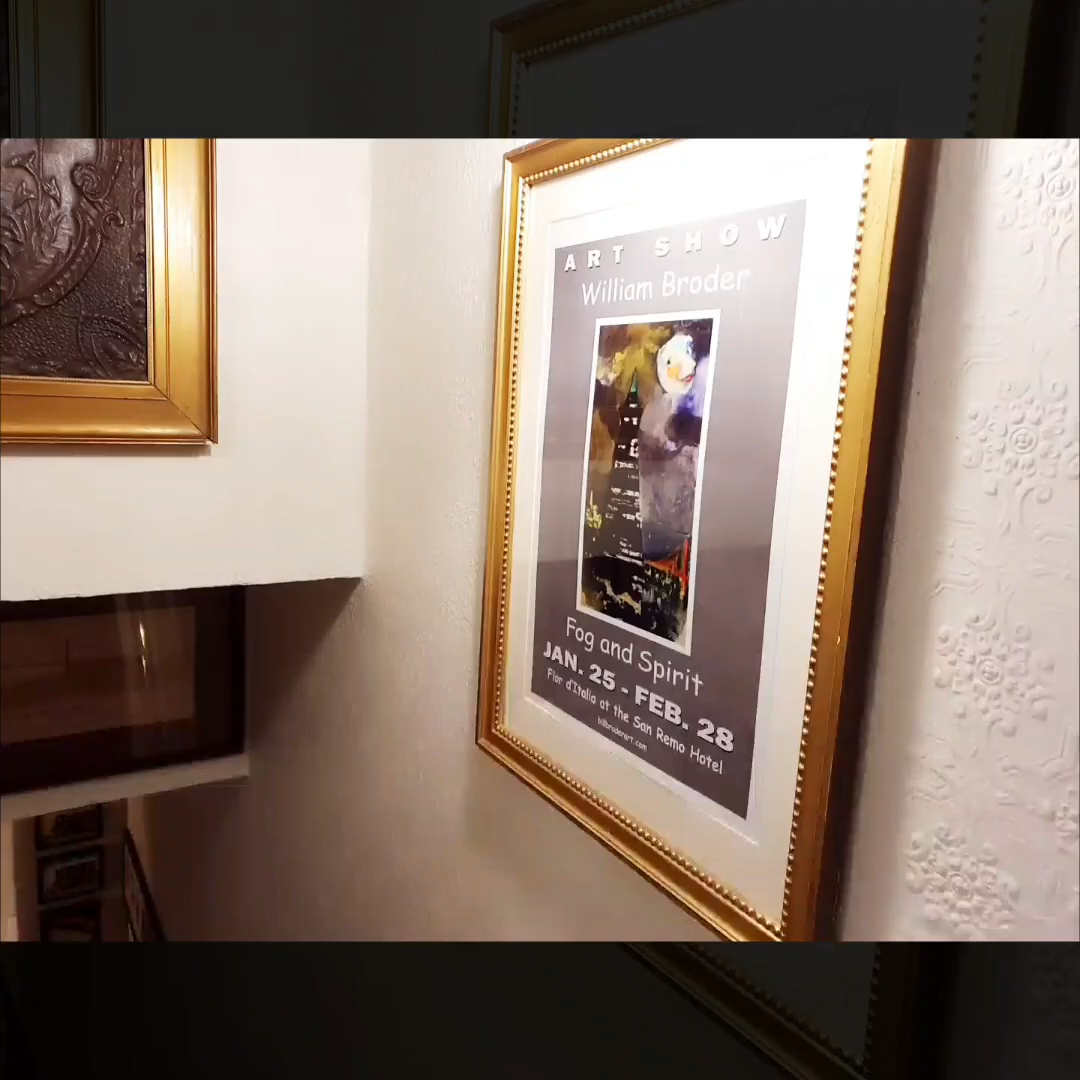 ART SHOW
William Broder
Fog and Spirit
JAN. 25 - FEB. 28
Fior d'Italia at the San Remo Hotel
billbroderart.com